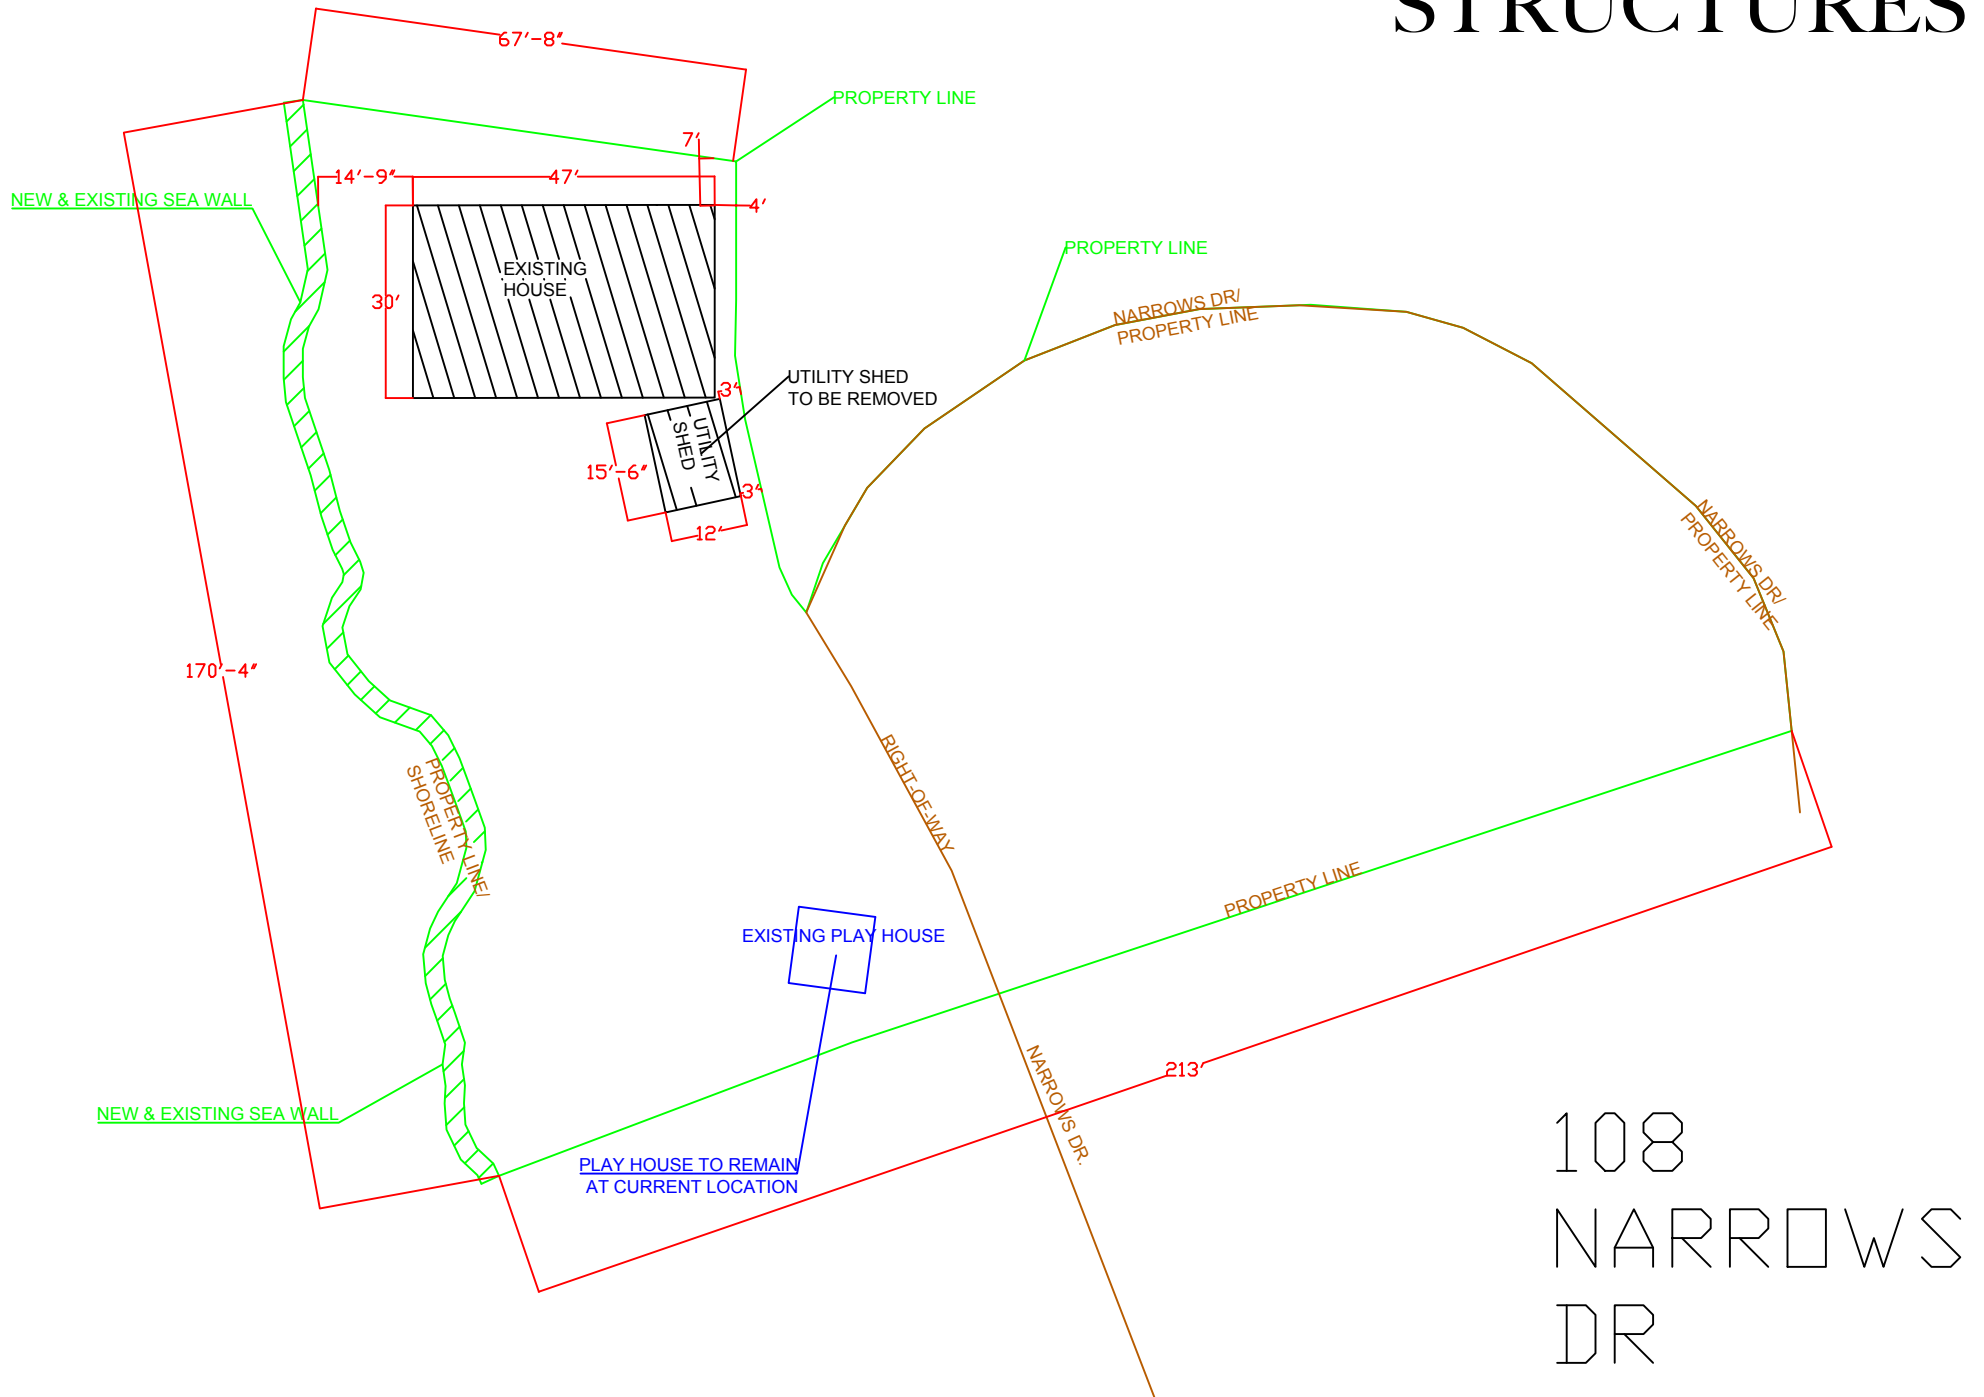 STRUCTURES
67'-8"
PROPERTY LINE
7'
14'-9"
47'
NEW & EXISTING SEA WALL
4'
PROPERTY LINE
EXISTING
HOUSE
30'
NARROWS DR/
PROPERTY LINE
UTILITY SHED
TO BE REMOVED
3'
UTILITY
SHED
15'-6"
3'
12'
NARROWS DR/
PROPERTY LINE
170'-4"
RIGHT-OF-WAY
PROPERTY LINE/
SHORELINE
PROPERTY LINE
EXISTING PLAY HOUSE
213'
NARROWS DR.
NEW & EXISTING SEA WALL
PLAY HOUSE TO REMAIN
AT CURRENT LOCATION
108
NARROWS
DR